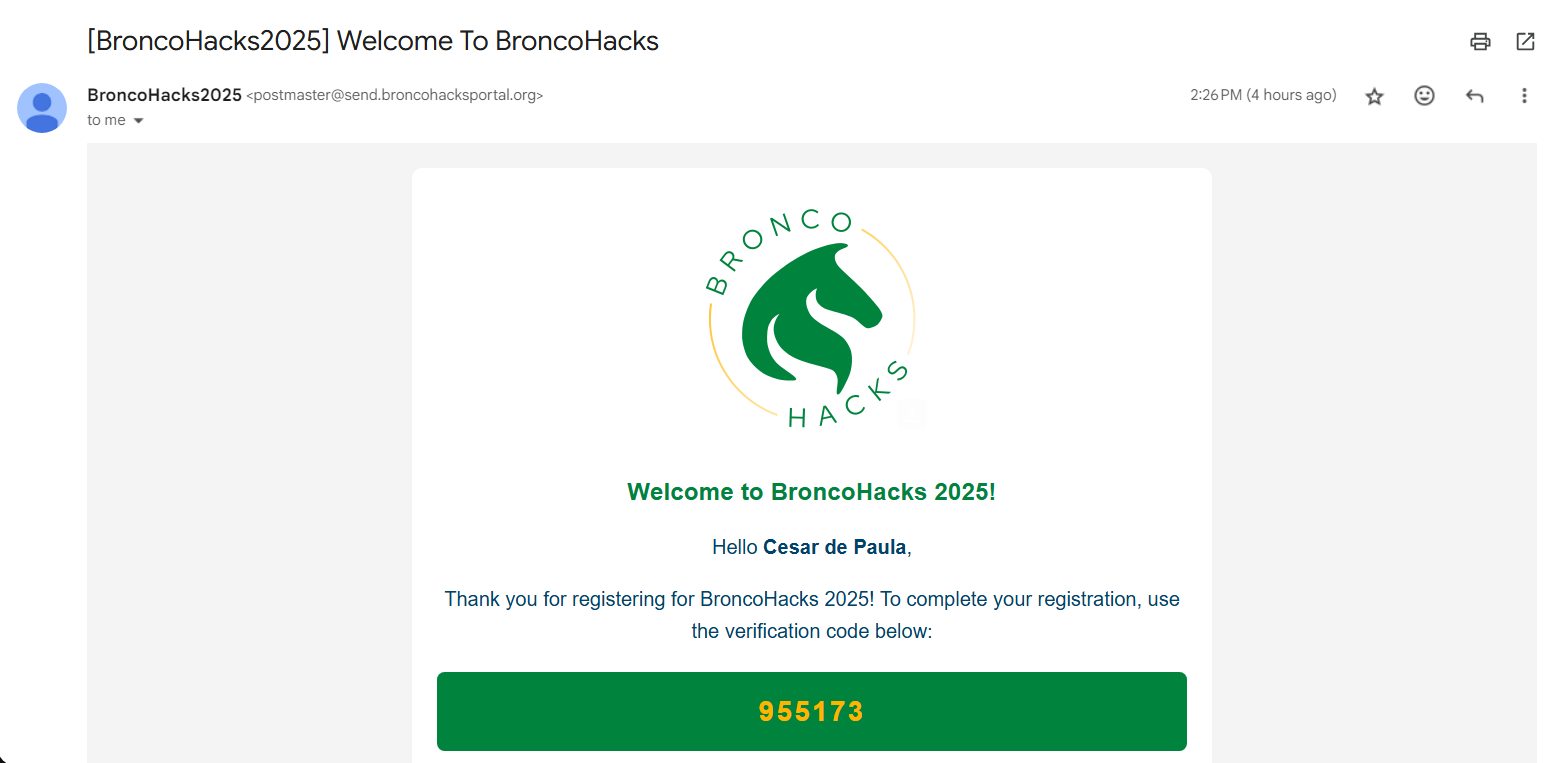 [BroncoHacks2025] Welcome To BroncoHacks
BroncoHacks2025 <postmaster@send.broncohacksportal.org>
2:26 PM (4 hours ago)
to me
BRONCO
HACKS
Welcome to BroncoHacks 2025!
Hello Cesar de Paula,
Thank you for registering for BroncoHacks 2025! To complete your registration, use
the verification code below:
955173